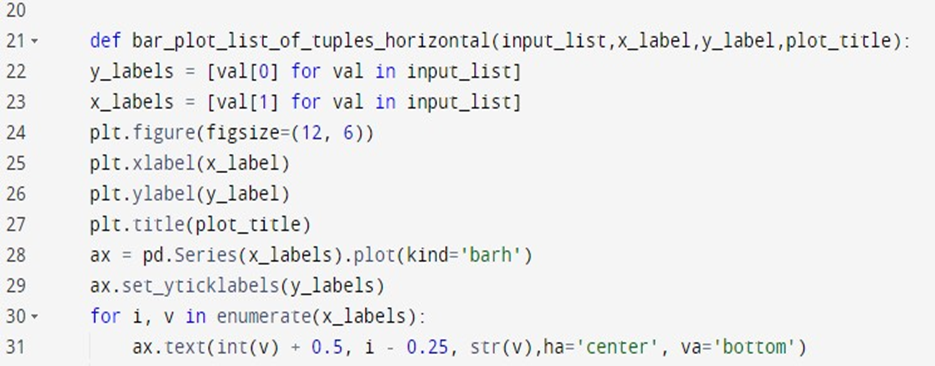 20
21 def bar_plot_list_of_tuples_horizontal(input_list,x_label,y_label,plot_title):
22 y_labels = [val[0] for val in input_list]
23 x_labels = [val[1] for val in input_list]
24 plt.figure(figsize=(12, 6))
25 plt.xlabel(x_label)
26 plt.ylabel(y_label)
27 plt.title(plot_title)
28 ax = pd.Series(x_labels).plot(kind='barh')
29 ax.set_yticklabels(y_labels)
30 for i, v in enumerate(x_labels):
31     ax.text(int(v) + 0.5, i - 0.25, str(v),ha='center', va='bottom')